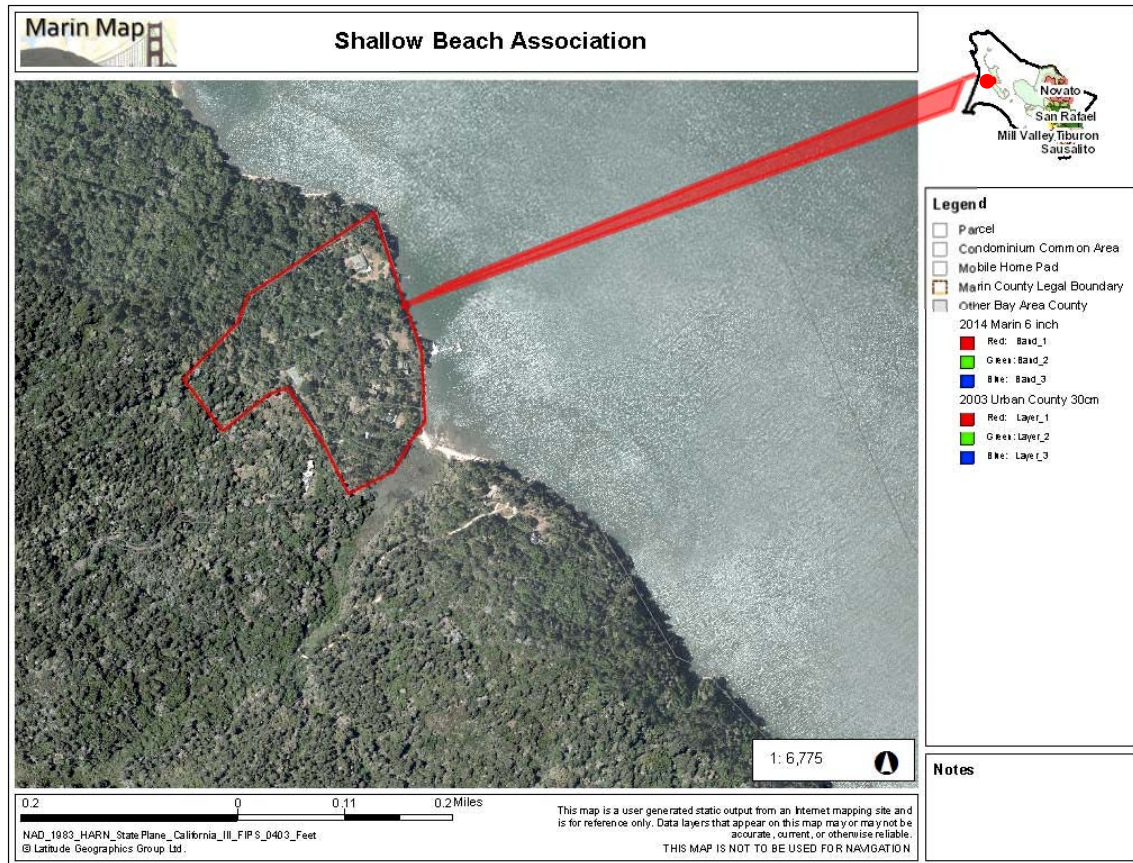 Marin Map
Shallow Beach Association
Novato
San Rafael
Mill Valley Tiburon
Sausalito
Legend
Parcel
Condominium Common Area
Mobile Home Pad
Marin County Legal Boundary
Other Bay Area County
2014 Marin 6 inch
Red: Band_1
Green: Band_2
Blue: Band_3
2003 Urban County 30cm
Red: Layer_1
Green: Layer_2
Blue: Layer_3
1: 6,775
Notes
0.2 0 0.11 0.2 Miles
NAD_1983_HARN_StatePlane_California_III_FIPS_0403_Feet
© Latitude Geographics Group Ltd.
This map is a user generated static output from an Internet mapping site and
is for reference only. Data layers that appear on this map may or may not be
accurate, current, or otherwise reliable.
THIS MAP IS NOT TO BE USED FOR NAVIGATION